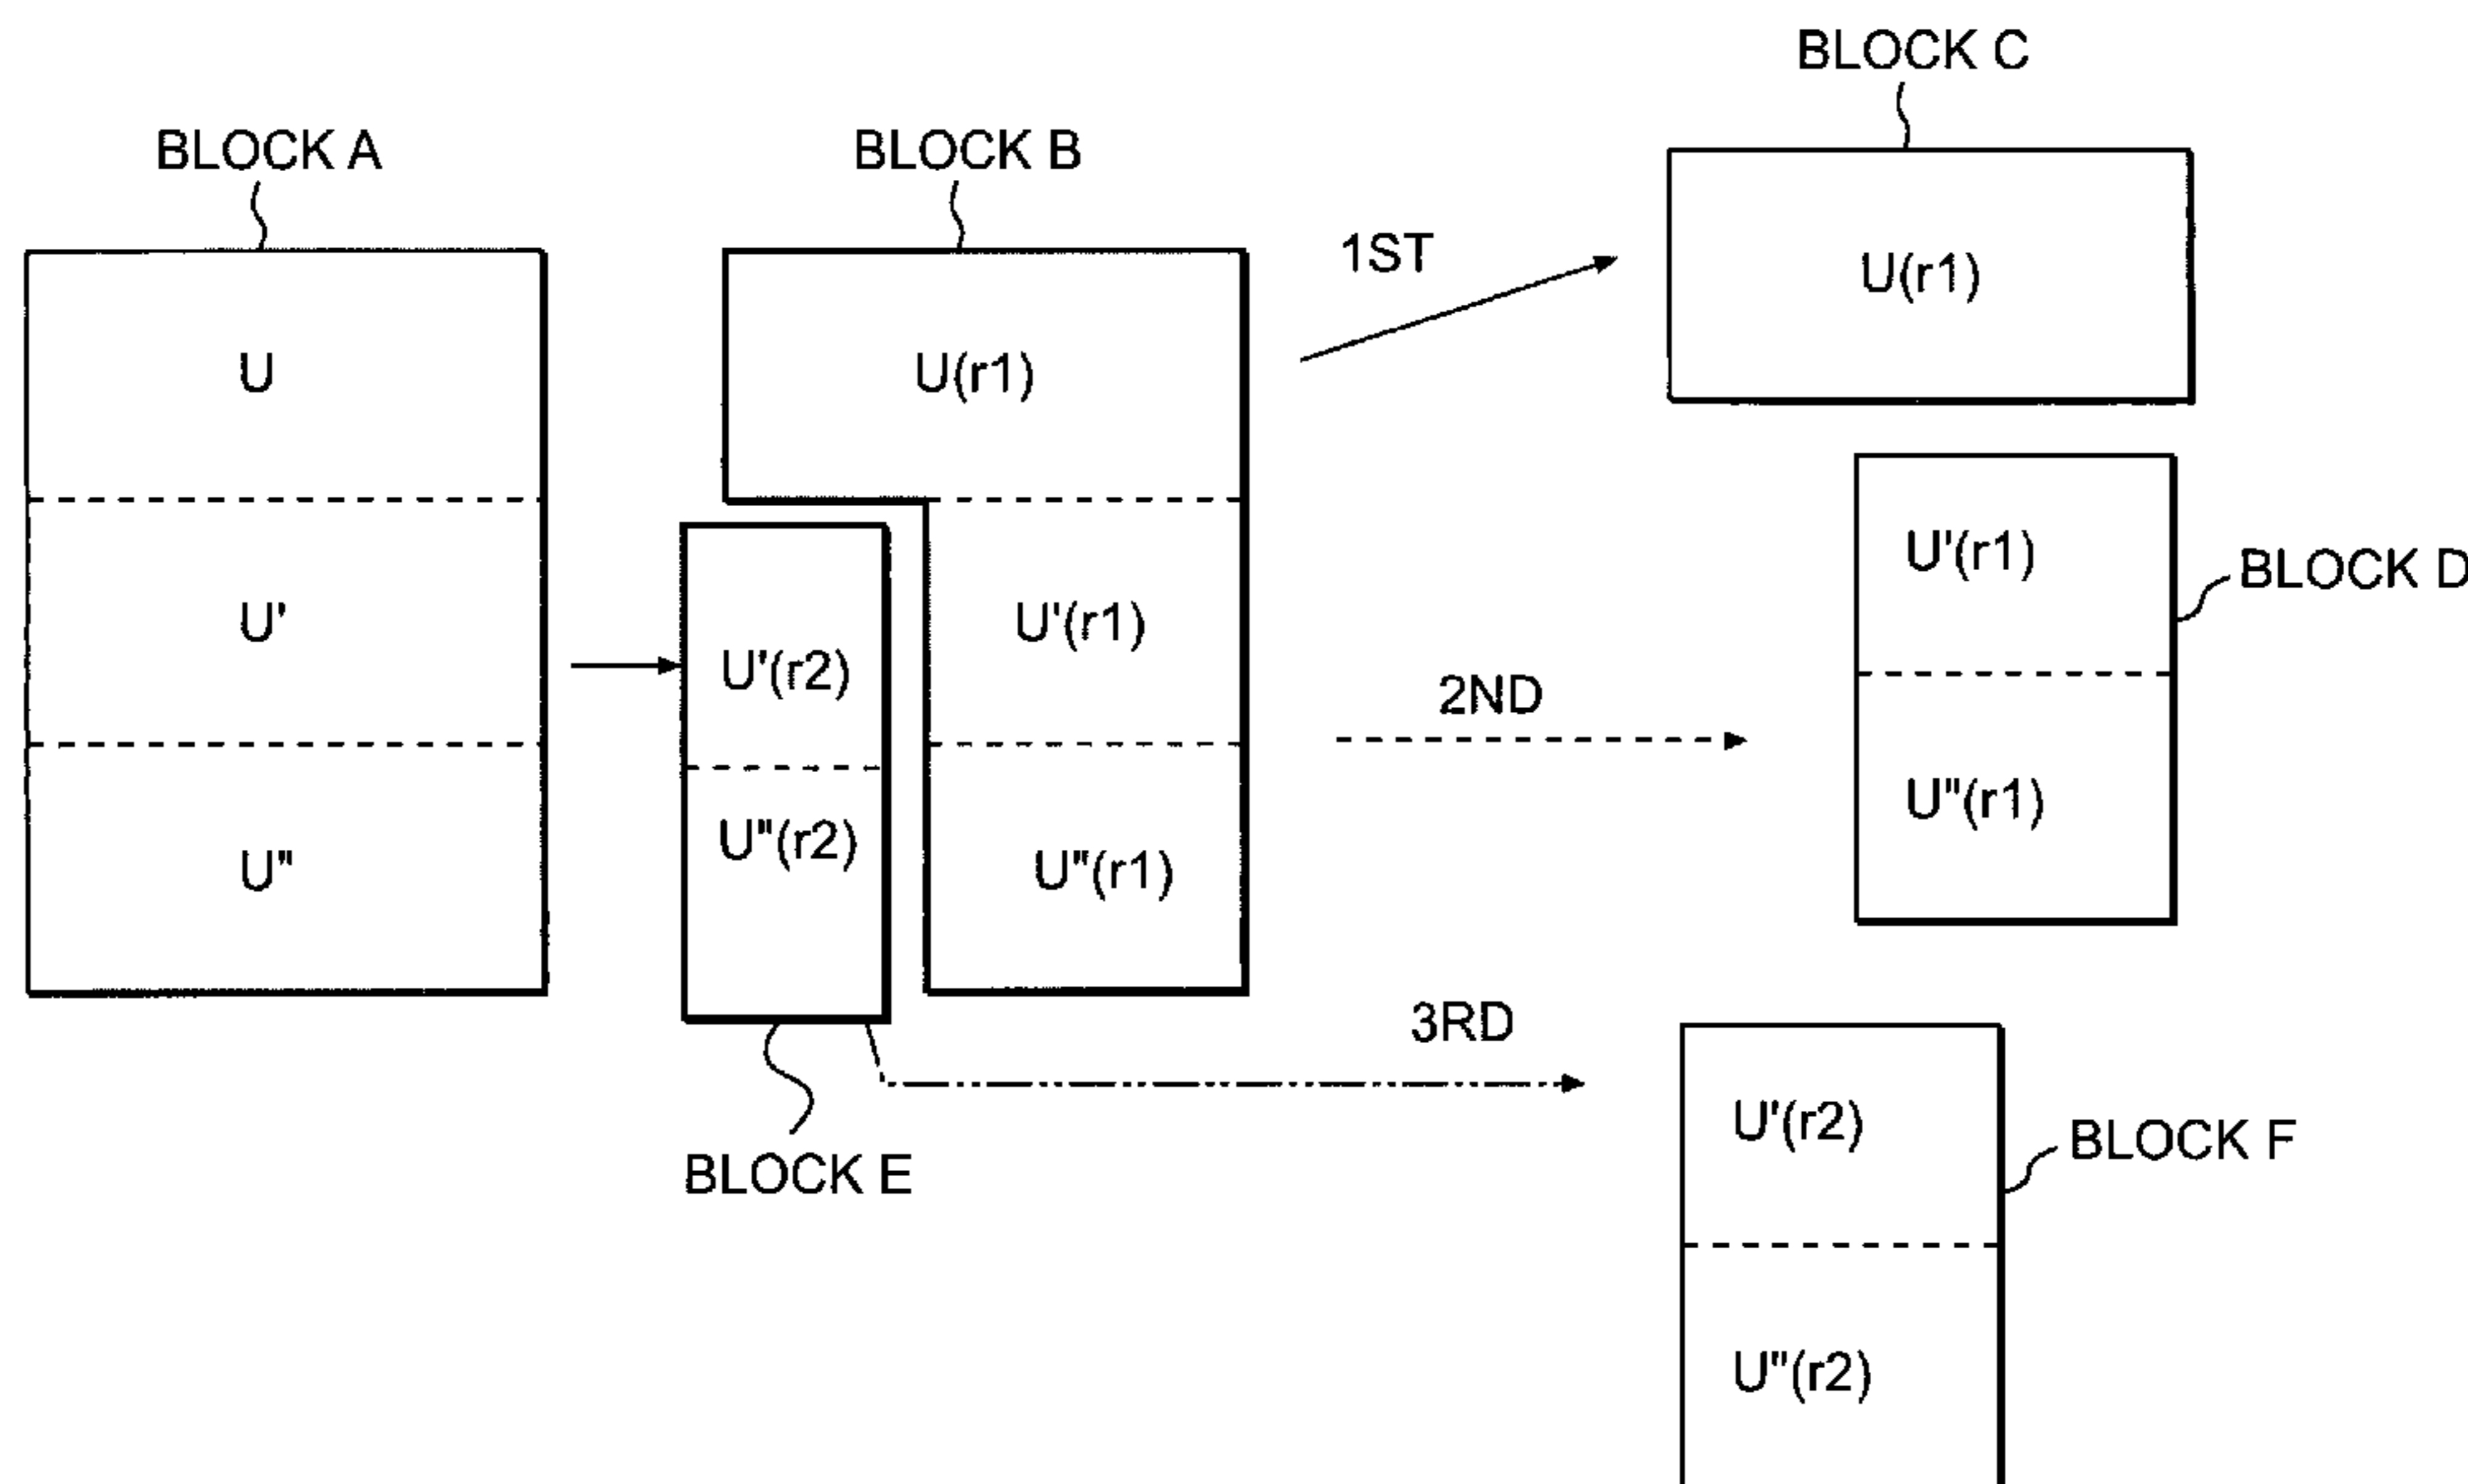 BLOCK A
U
U'
U"
BLOCK B
U(r1)
U'(r1)
U"(r1)
U'(r2)
U"(r2)
BLOCK E
1ST
2ND
3RD
BLOCK C
U(r1)
U'(r1)
U"(r1)
BLOCK D
U'(r2)
U"(r2)
BLOCK F